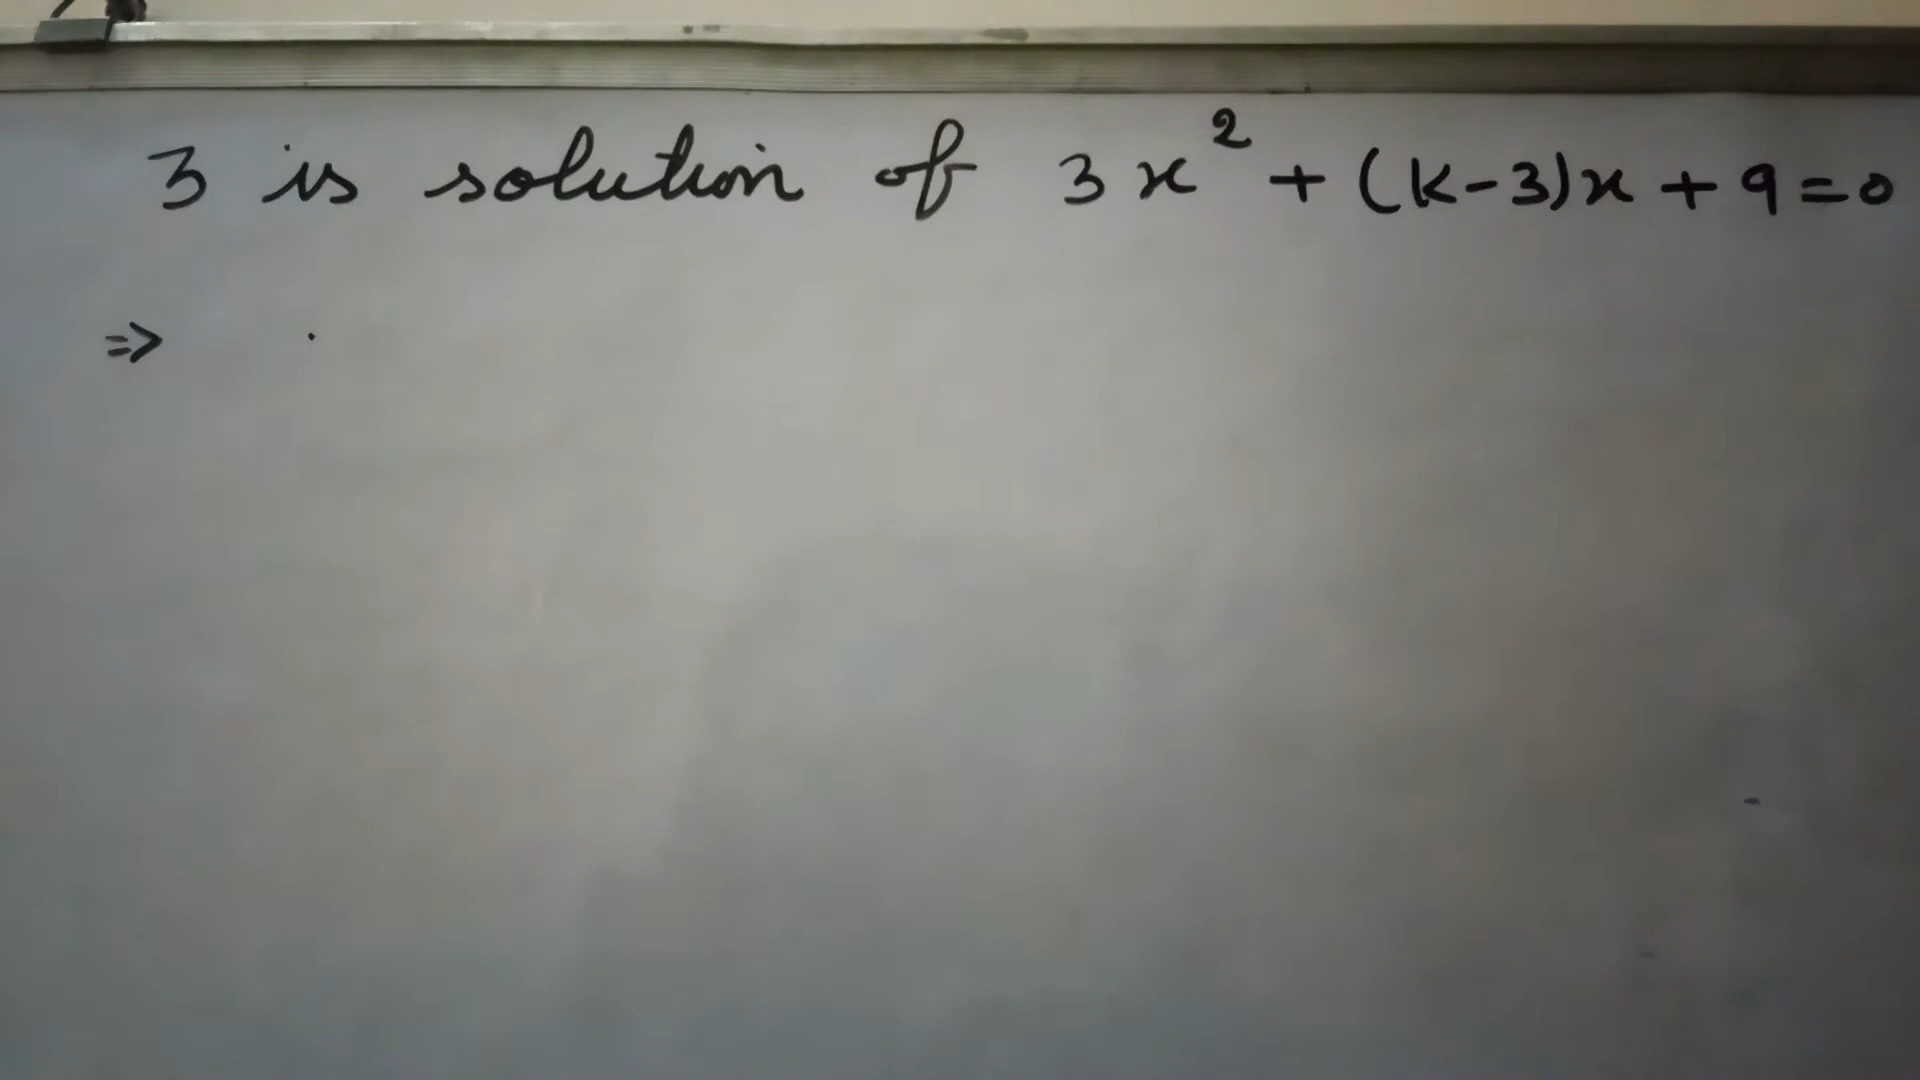 3 is solution of 3x² + (k-3)x + 9 = 0
⇒